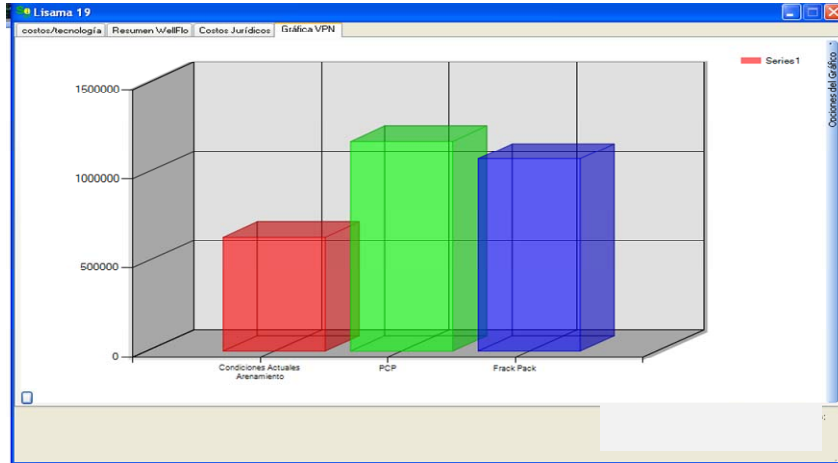 Lisama 19
costos/tecnología Resumen WellFlo Costos Jurídicos Gráfica VPN
Series1
Opciones del Gráfico
1500000
1000000
500000
0
Condiciones Actuales
Arenamiento
PCP
Frack Pack